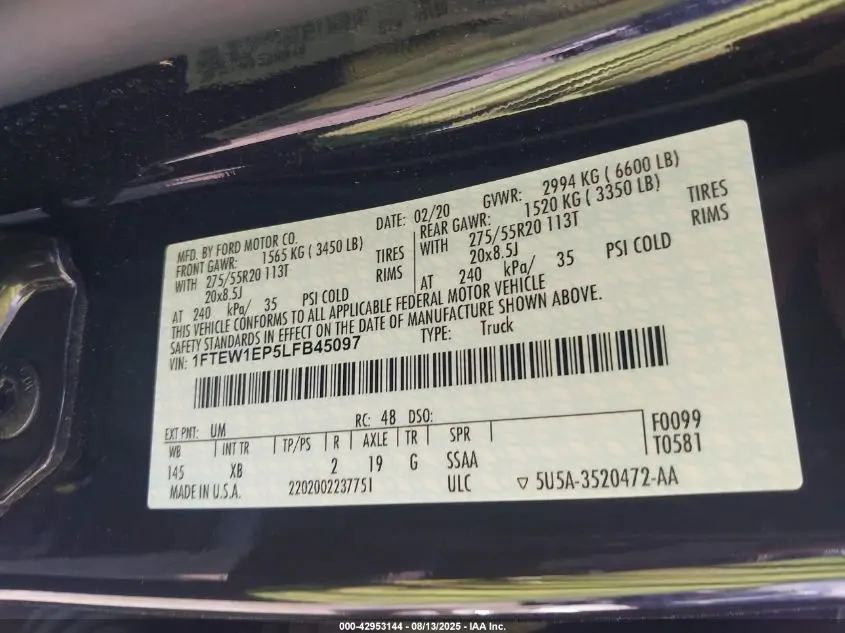 MFD. BY FORD MOTOR CO. DATE: 02/20 GVWR: 2994 KG ( 6600 LB)
FRONT GAWR: 1565 KG ( 3450 LB) REAR GAWR: 1520 KG ( 3350 LB)
WITH 275/55R20 113T TIRES WITH 275/55R20 113T TIRES
20x8.5J RIMS 20x8.5J RIMS
AT 240 kPa/ 35 PSI COLD AT 240 kPa/ 35 PSI COLD
THIS VEHICLE CONFORMS TO ALL APPLICABLE FEDERAL MOTOR VEHICLE
SAFETY STANDARDS IN EFFECT ON THE DATE OF MANUFACTURE SHOWN ABOVE.
VIN: 1FTEW1EP5LFB45097 TYPE: Truck
EXT PNT: UM RC: 48 DSO: F0099
WB INT TR TP/PS R AXLE TR SPR T0581
145 XB 2 19 G SSAA
MADE IN U.S.A. 220200223775I ULC ▽ 5U5A-3520472-AA
000-42953144 - 08/13/2025 - IAA Inc.